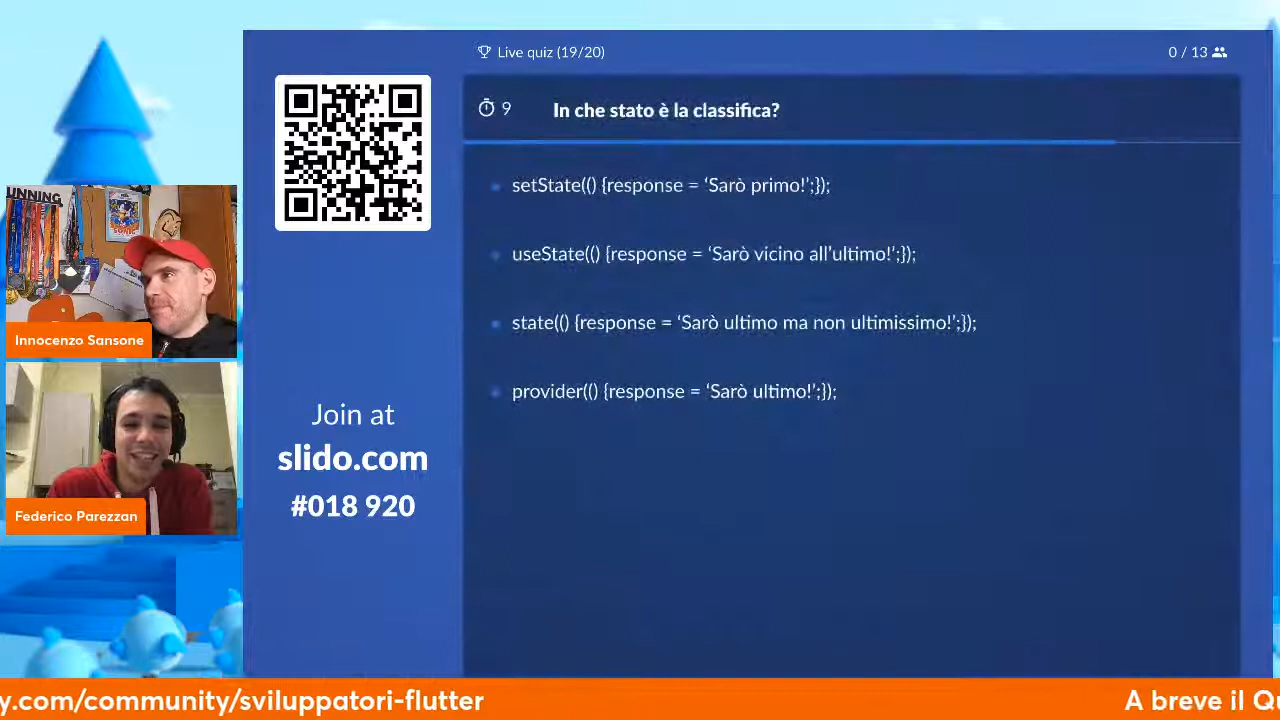 Live quiz (19/20)
0 / 13
9
In che stato è la classifica?
setState(() {response = ‘Sarò primo!’;});
useState(() {response = ‘Sarò vicino all’ultimo!’;});
state(() {response = ‘Sarò ultimo ma non ultimissimo!’;});
provider(() {response = ‘Sarò ultimo!’;});
Join at
slido.com
#018 920
UNNING
Innocenzo Sansone
Federico Parezzan
y.com/community/sviluppatori-flutter
A breve il Qu